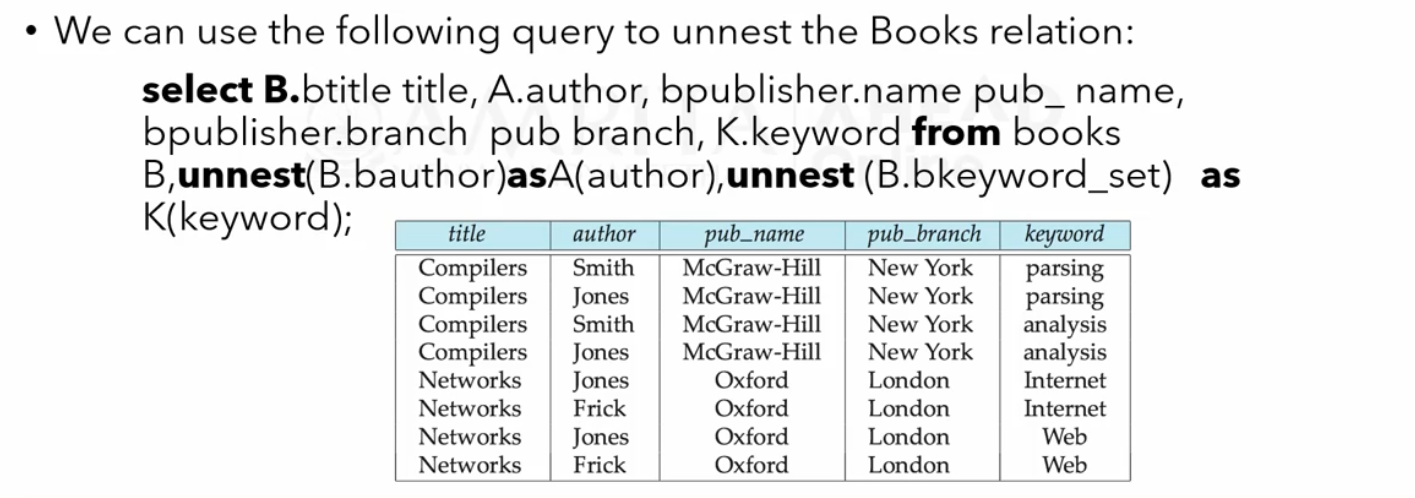 • We can use the following query to unnest the Books relation:
select B.btitle title, A.author, bpublisher.name pub_ name,
bpublisher.branch pub branch, K.keyword from books
B,unnest(B.bauthor)asA(author),unnest (B.bkeyword_set) as
K(keyword);
title author pub_name pub_branch keyword
Compilers Smith McGraw-Hill New York parsing
Compilers Jones McGraw-Hill New York parsing
Compilers Smith McGraw-Hill New York analysis
Compilers Jones McGraw-Hill New York analysis
Networks Jones Oxford London Internet
Networks Frick Oxford London Internet
Networks Jones Oxford London Web
Networks Frick Oxford London Web